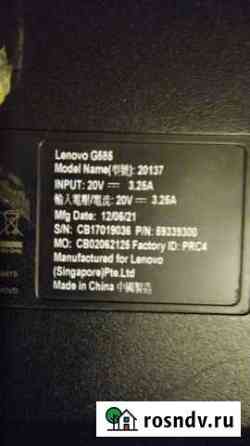 Lenovo G585
Model Name(型號): 20137
INPUT: 20V ⎓ 3.25A
輸入電壓/電流: 20V ⎓ 3.25A
Mfg Date: 12/06/21
S/N: CB17019036 P/N: 59339300
MO: CB02062125 Factory ID: PRC4
Manufactured for Lenovo
(Singapore)Pte.Ltd
Made in China 中國製造
rosndv.ru